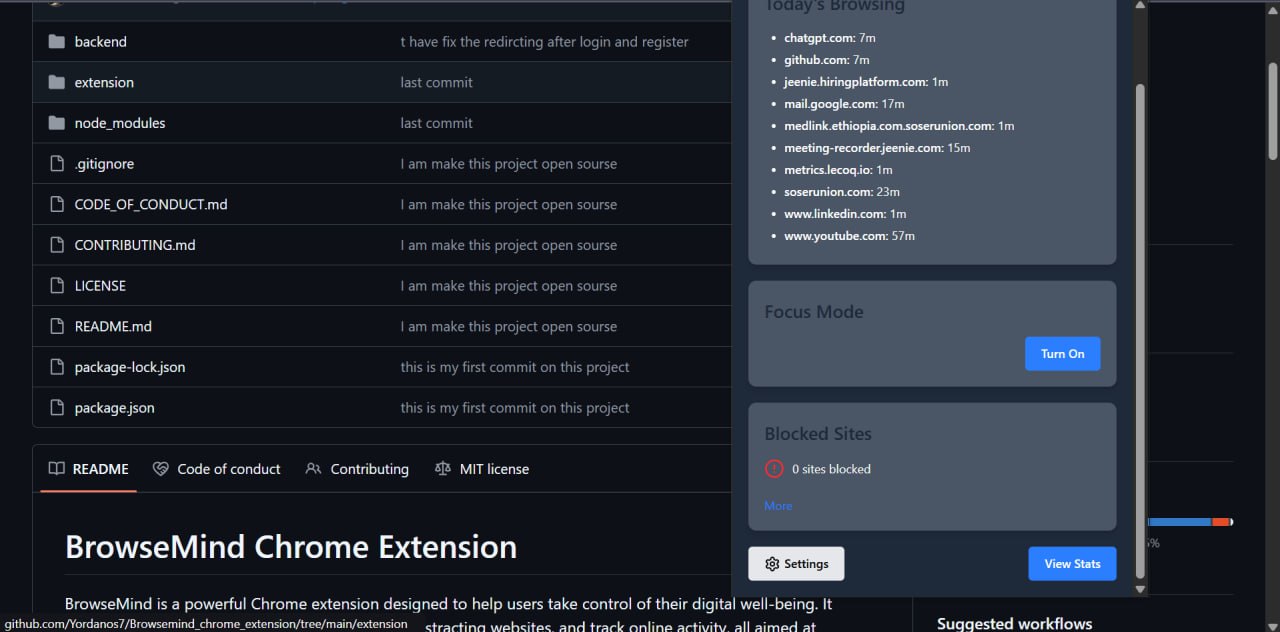 backend t have fix the redircting after login and register
extension last commit
node_modules last commit
.gitignore I am make this project open sourse
CODE_OF_CONDUCT.md I am make this project open sourse
CONTRIBUTING.md I am make this project open sourse
LICENSE I am make this project open sourse
README.md I am make this project open sourse
package-lock.json this is my first commit on this project
package.json this is my first commit on this project
README Code of conduct Contributing MIT license
BrowseMind Chrome Extension
BrowseMind is a powerful Chrome extension designed to help users take control of their digital well-being. It
stracting websites, and track online activity, all aimed at
github.com/Yordanos7/Browsemind_chrome_extension/tree/main/extension
Today's Browsing
• chatgpt.com: 7m
• github.com: 7m
• jeenie.hiringplatform.com: 1m
• mail.google.com: 17m
• medlink.ethiopia.com.soserunion.com: 1m
• meeting-recorder.jeenie.com: 15m
• metrics.lecoq.io: 1m
• soserunion.com: 23m
• www.linkedin.com: 1m
• www.youtube.com: 57m
Focus Mode
Turn On
Blocked Sites
0 sites blocked
More
Settings View Stats
%
Suggested workflows